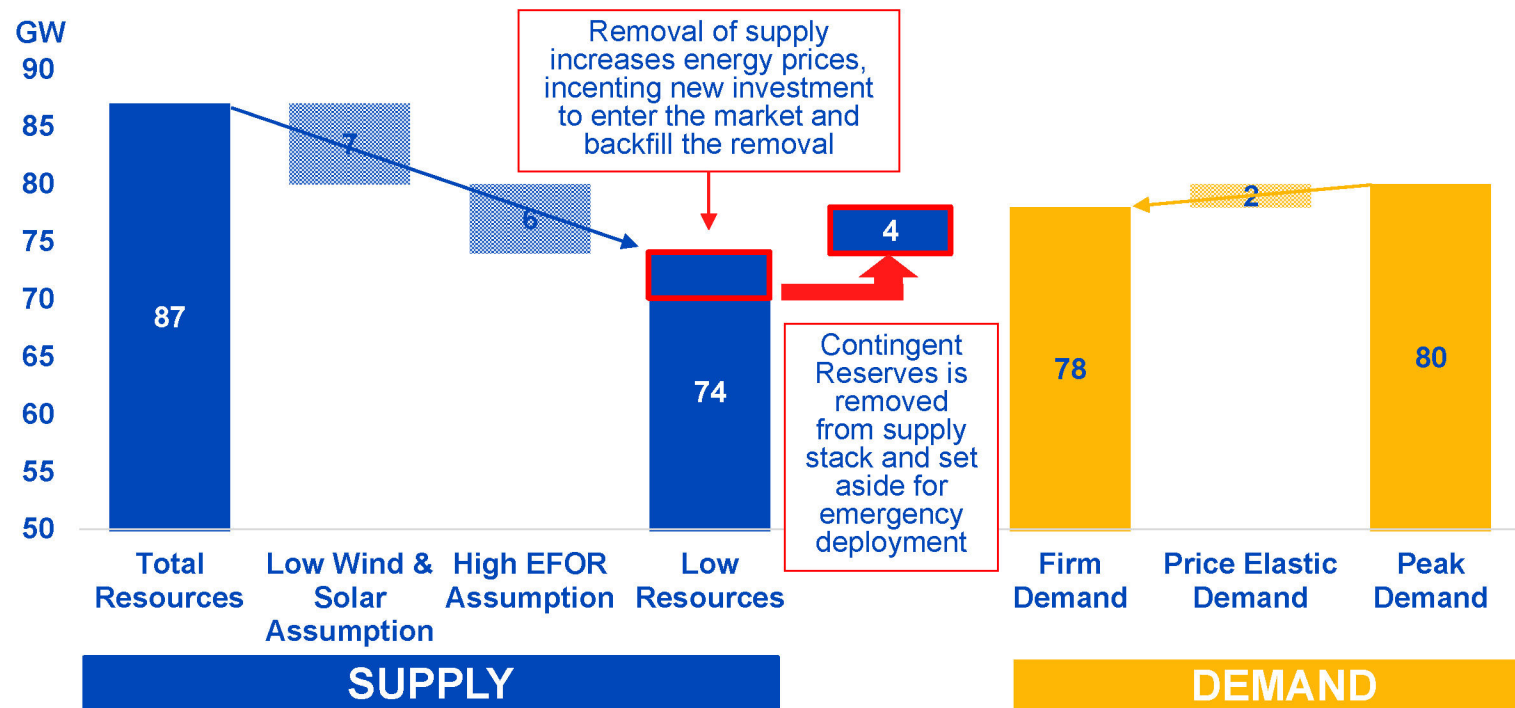 GW
90
85
80
75
70
65
60
55
50
Removal of supply
increases energy prices,
incenting new investment
to enter the market and
backfill the removal
87
7
6
74
4
Contingent
Reserves is
removed
from supply
stack and set
aside for
emergency
deployment
78
2
80
Total
Resources
Low Wind &
Solar
Assumption
High EFOR
Assumption
Low
Resources
Firm
Demand
Price Elastic
Demand
Peak
Demand
SUPPLY
DEMAND